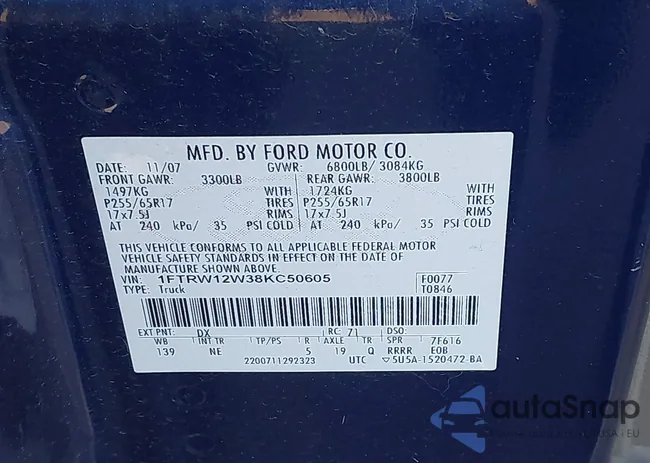 MFD. BY FORD MOTOR CO.
DATE: 11/07 GVWR: 6800LB/ 3084KG
FRONT GAWR: 3300LB REAR GAWR: 3800LB
1497KG WITH 1724KG WITH
P255/65R17 TIRES P255/65R17 TIRES
17x7.5J RIMS 17x7.5J RIMS
AT 240 kPa/ 35 PSI COLD AT 240 kPa/ 35 PSI COLD
THIS VEHICLE CONFORMS TO ALL APPLICABLE FEDERAL MOTOR
VEHICLE SAFETY STANDARDS IN EFFECT ON THE DATE OF
MANUFACTURE SHOWN ABOVE.
VIN: 1FTRW12W38KC50605 F0077
TYPE: Truck T0846
EXT PNT: DX RC: 71 DSO:
WB INT TR TP/PS R AXLE TR SPR 7F616
139 NE 5 19 Q RRRR EOB
2200711292323 UTC ▽5U5A-1520472-BA
autoSnap